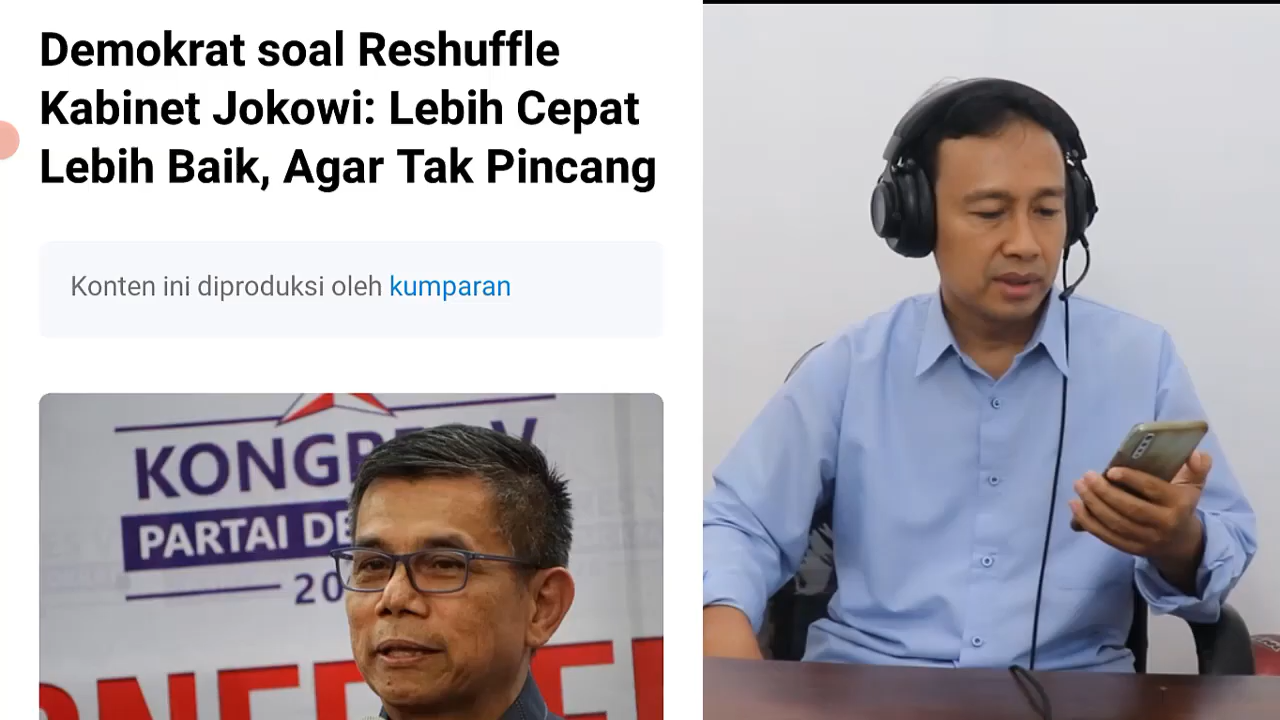 Demokrat soal Reshuffle
Kabinet Jokowi: Lebih Cepat
Lebih Baik, Agar Tak Pincang
Konten ini diproduksi oleh kumparan
PARTAI